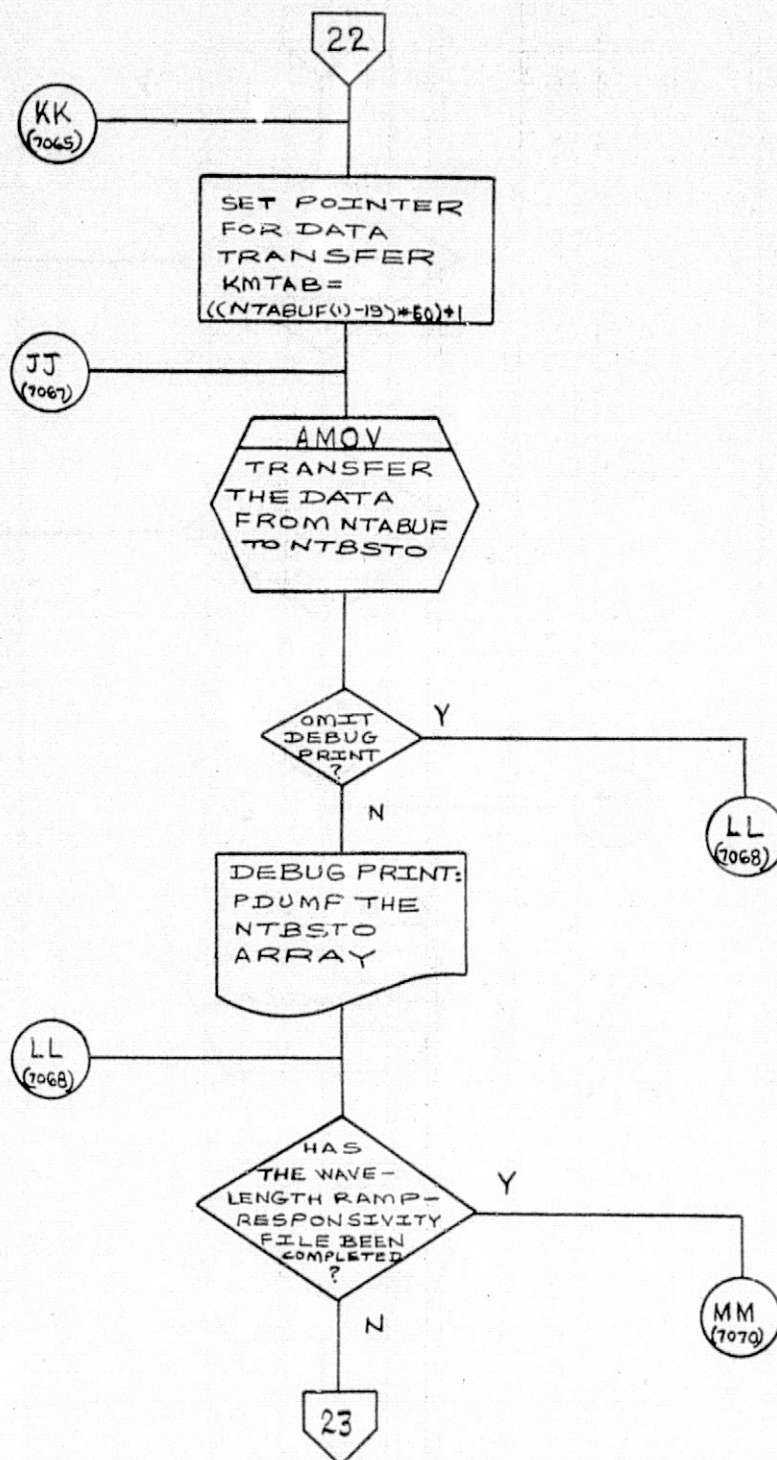 22
KK
(7065)
SET POINTER
FOR DATA
TRANSFER
KMTAB=
((NTABUF(1)-19)*50)+1
JJ
(7067)
AMOV
TRANSFER
THE DATA
FROM NTABUF
TO NTBSTO
OMIT
DEBUG
PRINT
?
Y
N
LL
(7068)
DEBUG PRINT:
PDUMP THE
NTBSTO
ARRAY
LL
(7068)
HAS
THE WAVE-
LENGTH RAMP-
RESPONSIVITY
FILE BEEN
COMPLETED
?
Y
N
MM
(7070)
23